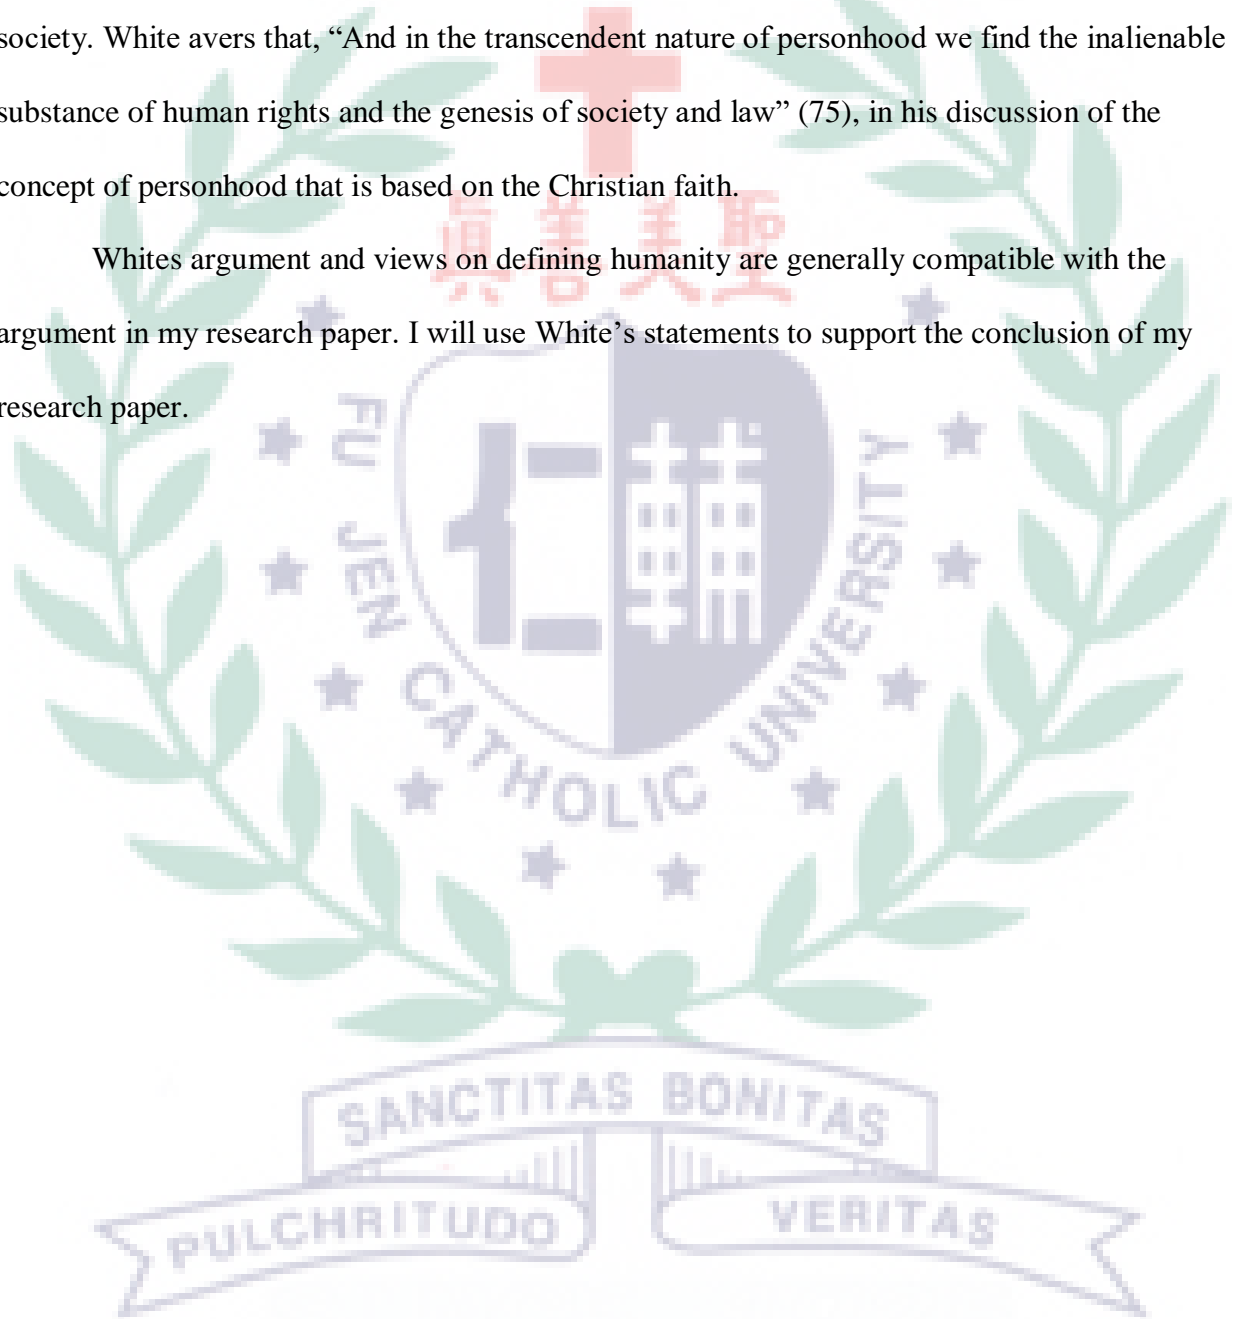 society. White avers that, “And in the transcendent nature of personhood we find the inalienable
substance of human rights and the genesis of society and law” (75), in his discussion of the
concept of personhood that is based on the Christian faith.
Whites argument and views on defining humanity are generally compatible with the
argument in my research paper. I will use White’s statements to support the conclusion of my
research paper.
真善美聖
仁輔
FU JEN CATHOLIC UNIVERSITY
SANCTITAS BONITAS
PULCHRITUDO VERITAS